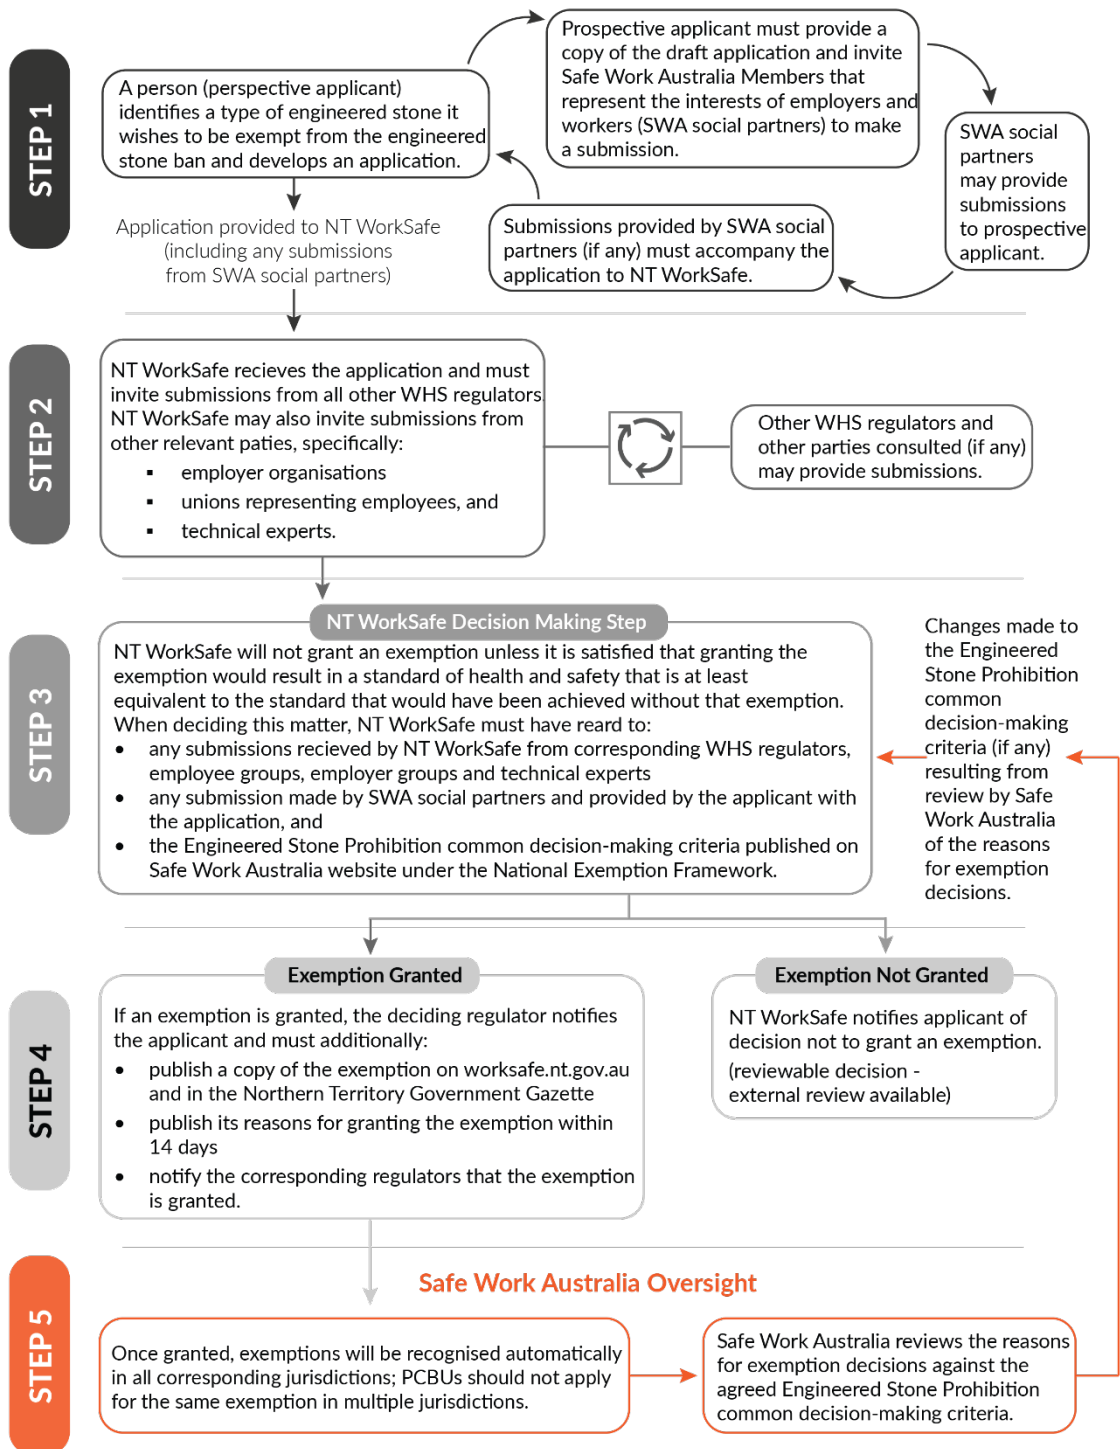 STEP 1
A person (perspective applicant)
identifies a type of engineered stone it
wishes to be exempt from the engineered
stone ban and develops an application.
Prospective applicant must provide a
copy of the draft application and invite
Safe Work Australia Members that
represent the interests of employers and
workers (SWA social partners) to make
a submission.
SWA social
partners
may provide
submissions
to prospective
applicant.
Submissions provided by SWA social
partners (if any) must accompany the
application to NT WorkSafe.
Application provided to NT WorkSafe
(including any submissions
from SWA social partners)
STEP 2
NT WorkSafe recieves the application and must
invite submissions from all other WHS regulators.
NT WorkSafe may also invite submissions from
other relevant paties, specifically:
▪ employer organisations
▪ unions representing employees, and
▪ technical experts.
Other WHS regulators and
other parties consulted (if any)
may provide submissions.
STEP 3
NT WorkSafe Decision Making Step
NT WorkSafe will not grant an exemption unless it is satisfied that granting the
exemption would result in a standard of health and safety that is at least
equivalent to the standard that would have been achieved without that exemption.
When deciding this matter, NT WorkSafe must have reard to:
• any submissions recieved by NT WorkSafe from corresponding WHS regulators,
employee groups, employer groups and technical experts
• any submission made by SWA social partners and provided by the applicant with
the application, and
• the Engineered Stone Prohibition common decision-making criteria published on
Safe Work Australia website under the National Exemption Framework.
Changes made to
the Engineered
Stone Prohibition
common
decision-making
criteria (if any)
resulting from
review by Safe
Work Australia
of the reasons
for exemption
decisions.
STEP 4
Exemption Granted
If an exemption is granted, the deciding regulator notifies
the applicant and must additionally:
• publish a copy of the exemption on worksafe.nt.gov.au
and in the Northern Territory Government Gazette
• publish its reasons for granting the exemption within
14 days
• notify the corresponding regulators that the exemption
is granted.
Exemption Not Granted
NT WorkSafe notifies applicant of
decision not to grant an exemption.
(reviewable decision -
external review available)
STEP 5
Safe Work Australia Oversight
Once granted, exemptions will be recognised automatically
in all corresponding jurisdictions; PCBUs should not apply
for the same exemption in multiple jurisdictions.
Safe Work Australia reviews the reasons
for exemption decisions against the
agreed Engineered Stone Prohibition
common decision-making criteria.